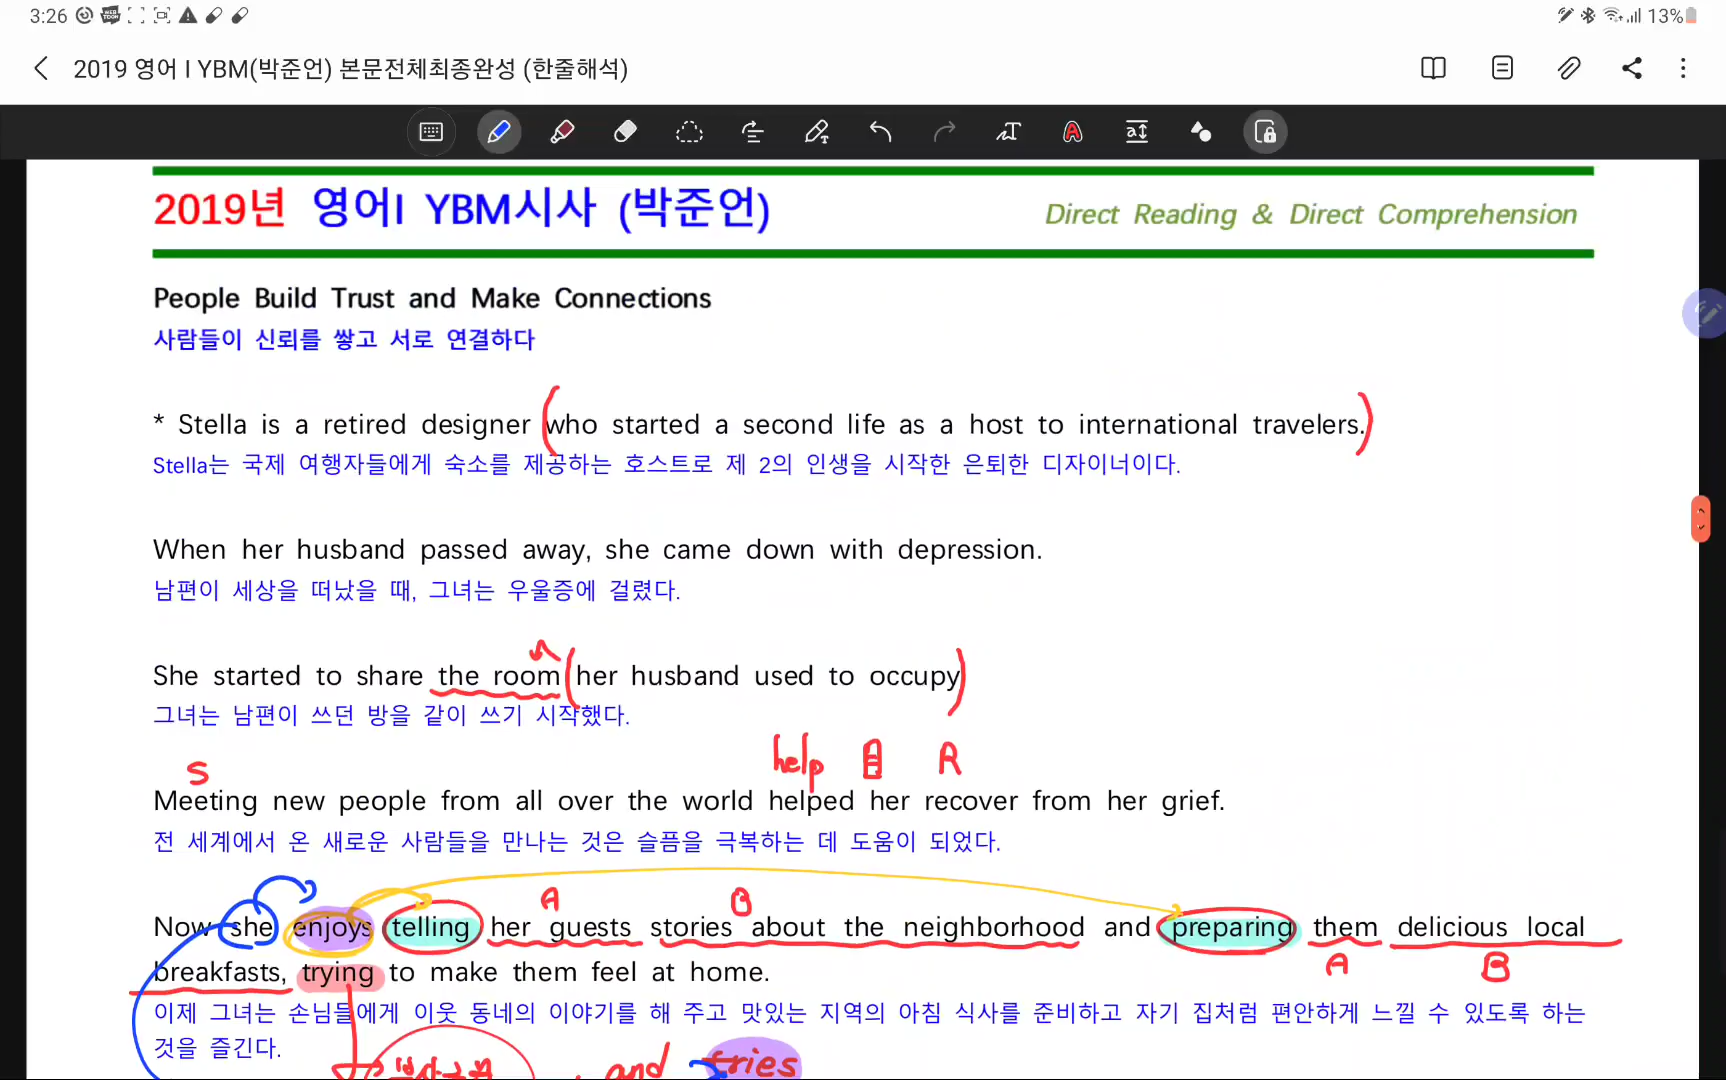 3:26 13%
2019 영어 I YBM(박준언) 본문전체최종완성 (한줄해석)
2019년 영어I YBM시사 (박준언) Direct Reading & Direct Comprehension
People Build Trust and Make Connections
사람들이 신뢰를 쌓고 서로 연결하다
* Stella is a retired designer (who started a second life as a host to international travelers.)
Stella는 국제 여행자들에게 숙소를 제공하는 호스트로 제 2의 인생을 시작한 은퇴한 디자이너이다.
When her husband passed away, she came down with depression.
남편이 세상을 떠났을 때, 그녀는 우울증에 걸렸다.
She started to share the room (her husband used to occupy)
그녀는 남편이 쓰던 방을 같이 쓰기 시작했다.
S help R
Meeting new people from all over the world helped her recover from her grief.
전 세계에서 온 새로운 사람들을 만나는 것은 슬픔을 극복하는 데 도움이 되었다.
A B
Now she enjoys telling her guests stories about the neighborhood and preparing them delicious local
A B
breakfasts, trying to make them feel at home.
이제 그녀는 손님들에게 이웃 동네의 이야기를 해 주고 맛있는 지역의 아침 식사를 준비하고 자기 집처럼 편안하게 느낄 수 있도록 하는
것을 즐긴다.
and tries